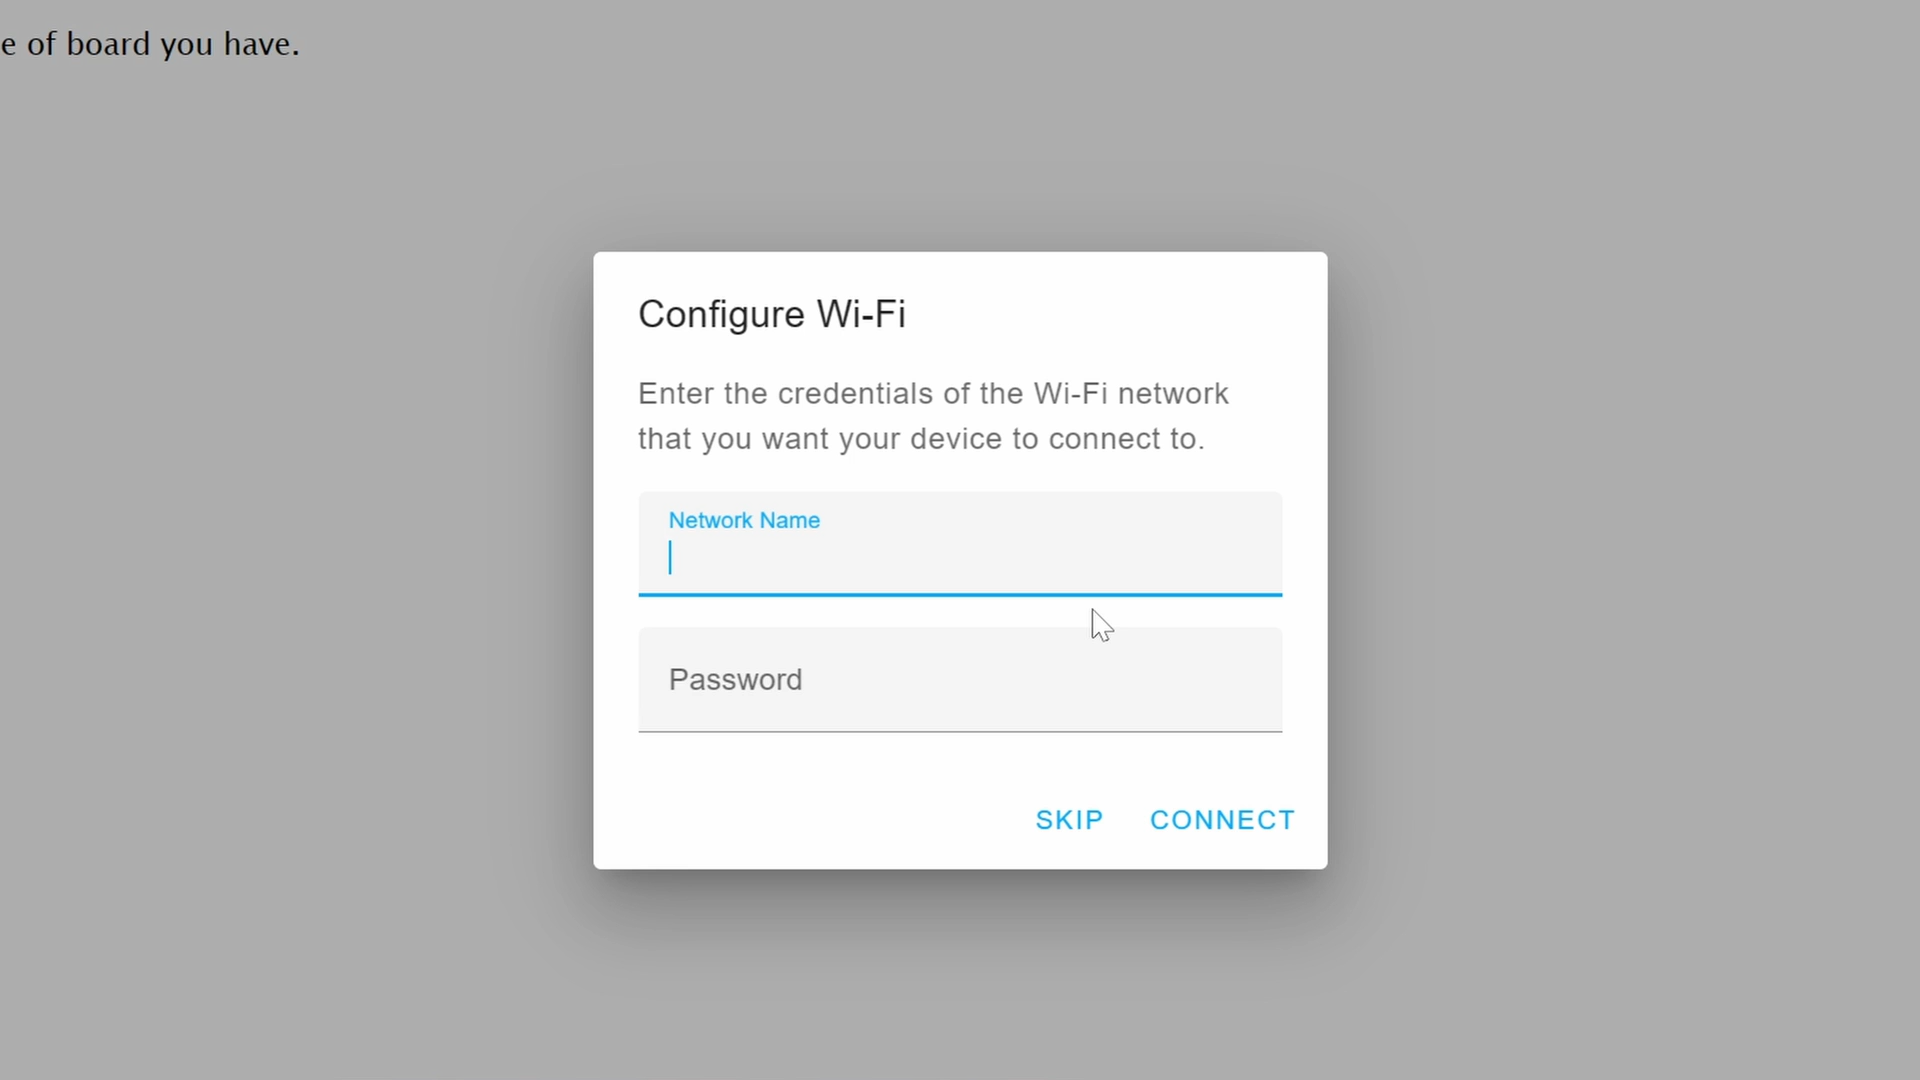 e of board you have.
Configure Wi-Fi
Enter the credentials of the Wi-Fi network
that you want your device to connect to.
Network Name
Password
SKIP CONNECT